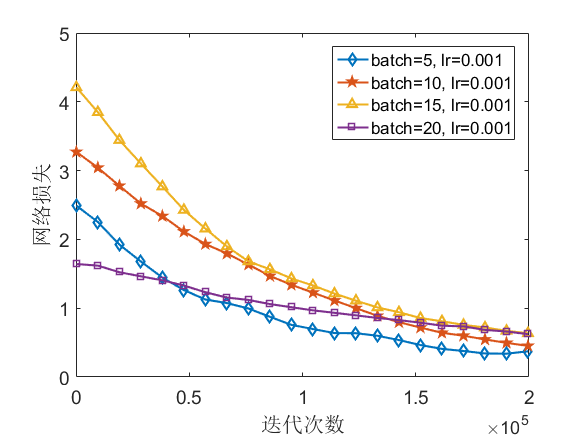 5
4
3
2
1
0
网络损失
batch=5, lr=0.001
batch=10, lr=0.001
batch=15, lr=0.001
batch=20, lr=0.001
0 0.5 1 1.5 2
迭代次数
×10^5